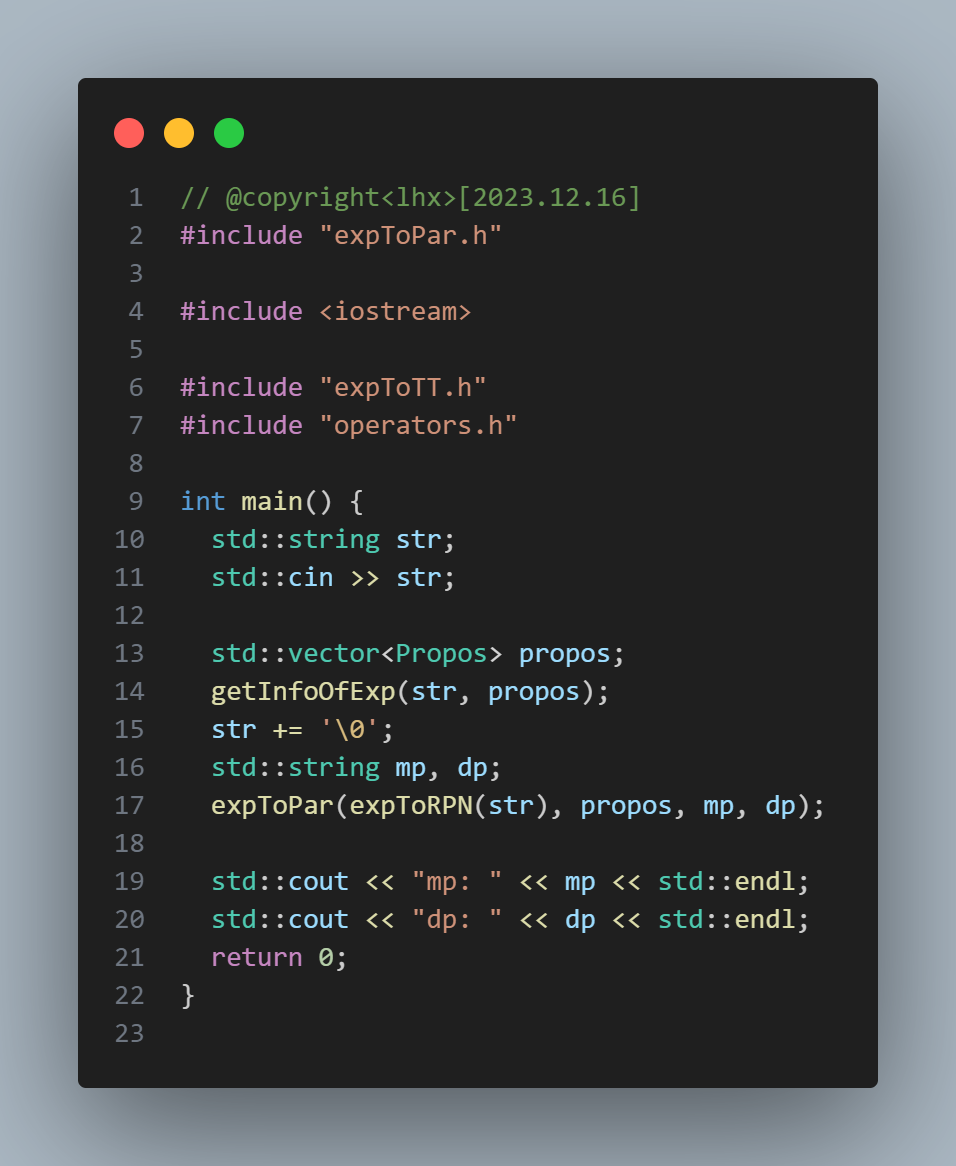 1 // @copyright<lhx>[2023.12.16]
2 #include "expToPar.h"
3
4 #include <iostream>
5
6 #include "expToTT.h"
7 #include "operators.h"
8
9 int main() {
10   std::string str;
11   std::cin >> str;
12
13   std::vector<Propos> propos;
14   getInfoOfExp(str, propos);
15   str += '\0';
16   std::string mp, dp;
17   expToPar(expToRPN(str), propos, mp, dp);
18
19   std::cout << "mp: " << mp << std::endl;
20   std::cout << "dp: " << dp << std::endl;
21   return 0;
22 }
23